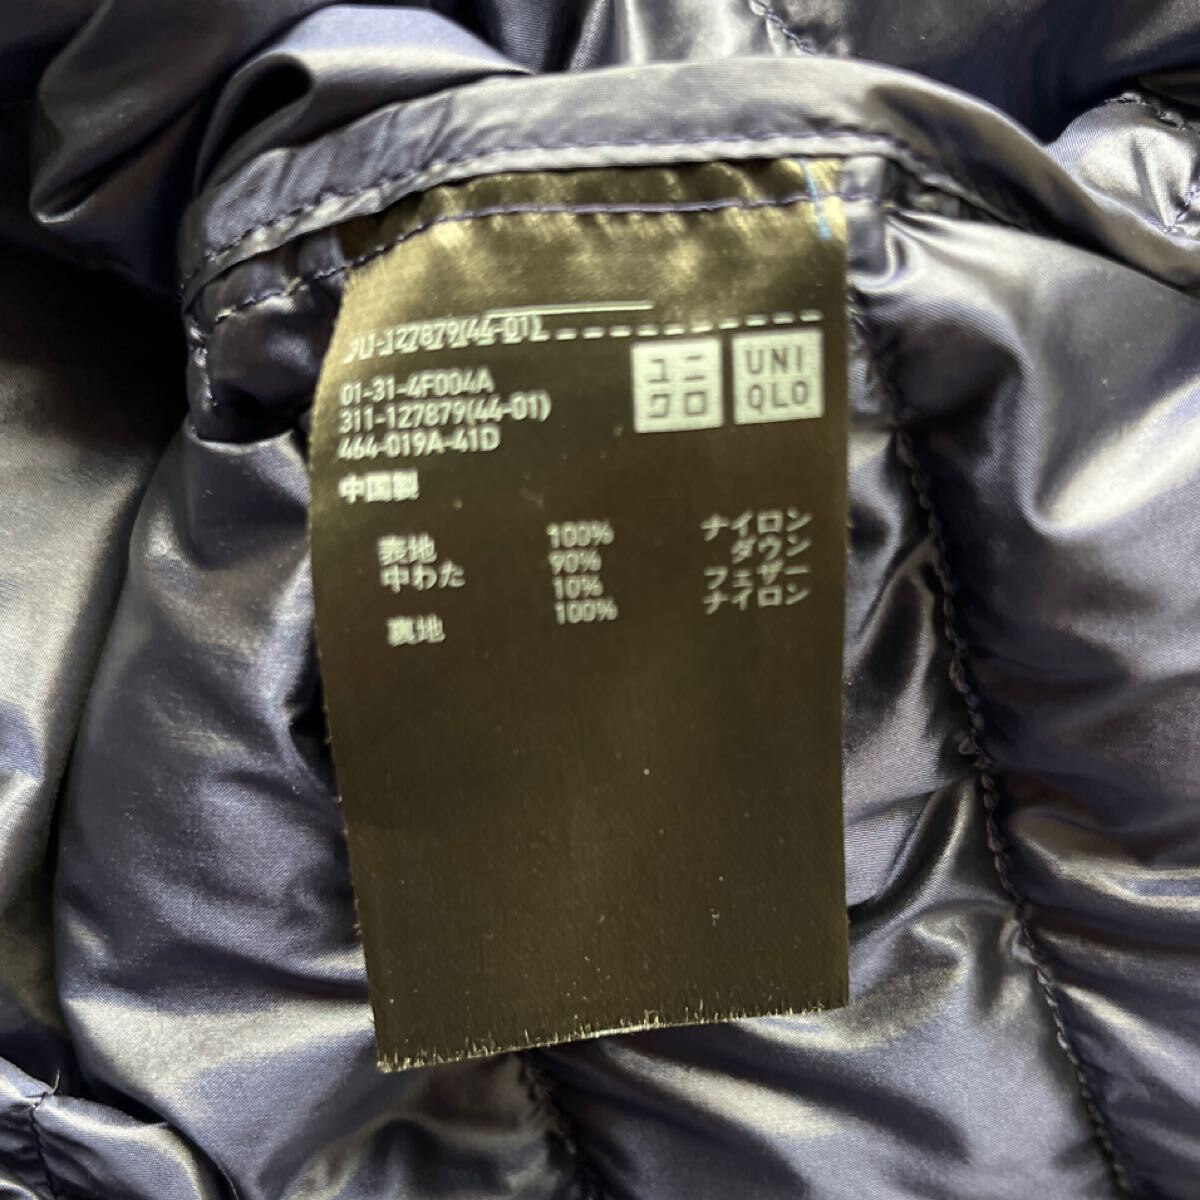 311-127879(44-01)
ユニ
クロ
UNI
QLO
01-31-4F004A
311-127879(44-01)
464-019A-41D
中国製
表地 100% ナイロン
中わた 90% ダウン
10% フェザー
裏地 100% ナイロン